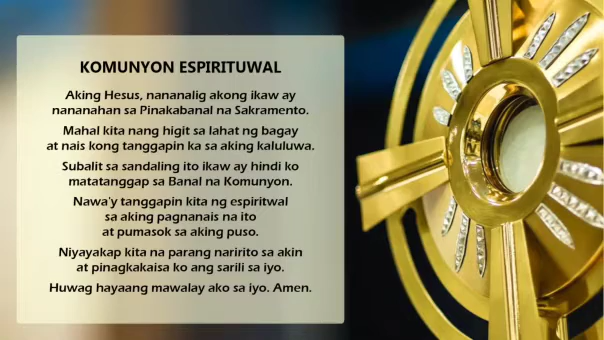 KOMUNYON ESPIRITUWAL
Aking Hesus, nananalig akong ikaw ay
nananahan sa Pinakabanal na Sakramento.
Mahal kita nang higit sa lahat ng bagay
at nais kong tanggapin ka sa aking kaluluwa.
Subalit sa sandaling ito ikaw ay hindi ko
matatanggap sa Banal na Komunyon.
Nawa'y tanggapin kita ng espiritwal
sa aking pagnanais na ito
at pumasok sa aking puso.
Niyayakap kita na parang naririto sa akin
at pinagkakaisa ko ang sarili sa iyo.
Huwag hayaang mawalay ako sa iyo. Amen.